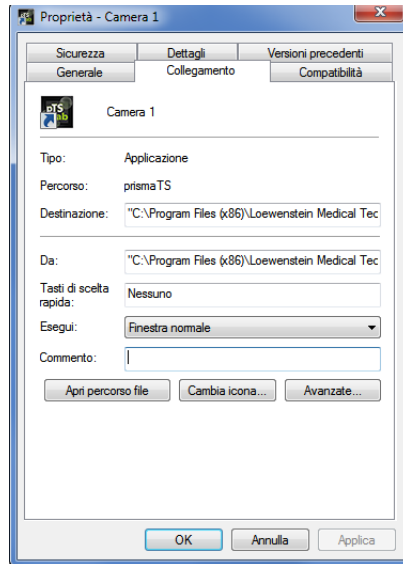 Proprietà - Camera 1
Sicurezza Dettagli Versioni precedenti
Generale Collegamento Compatibilità
pTS
lab
Camera 1
Tipo: Applicazione
Percorso: prismaTS
Destinazione: "C:\Program Files (x86)\Loewenstein Medical Tec
Da: "C:\Program Files (x86)\Loewenstein Medical Tec
Tasti di scelta
rapida:
Nessuno
Esegui: Finestra normale
Commento:
Apri percorso file Cambia icona... Avanzate...
OK Annulla Applica